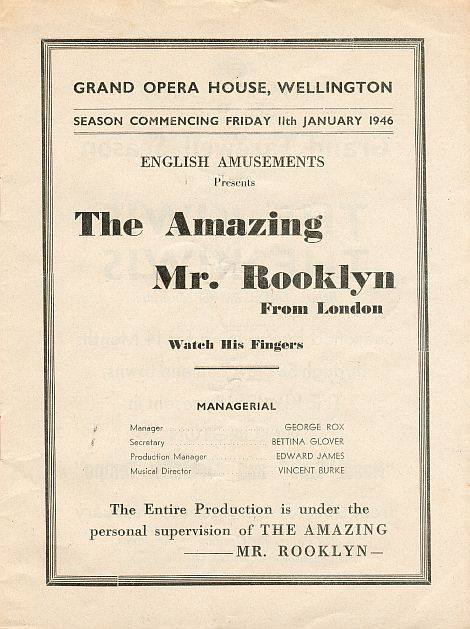 GRAND OPERA HOUSE, WELLINGTON
SEASON COMMENCING FRIDAY 11th JANUARY 1946
ENGLISH AMUSEMENTS
Presents
The Amazing
Mr. Rooklyn
From London
Watch His Fingers
MANAGERIAL
Manager ........................ GEORGE ROX
Secretary ........................ BETTINA GLOVER
Production Manager ............ EDWARD JAMES
Musical Director ............... VINCENT BURKE
The Entire Production is under the
personal supervision of THE AMAZING
——MR. ROOKLYN—